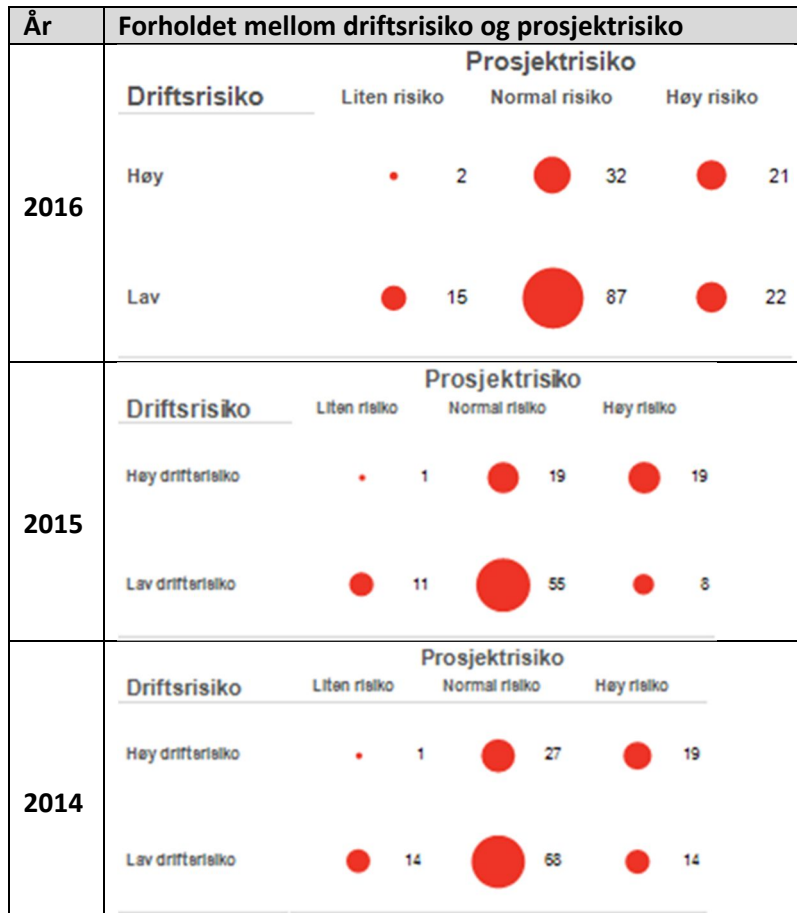 År Forholdet mellom driftsrisiko og prosjektrisiko
2016
Prosjektrisiko
Driftsrisiko Liten risiko Normal risiko Høy risiko
Høy 2 32 21
Lav 15 87 22
2015
Prosjektrisiko
Driftsrisiko Liten risiko Normal risiko Høy risiko
Høy driftsrisiko 1 19 19
Lav driftsrisiko 11 55 8
2014
Prosjektrisiko
Driftsrisiko Liten risiko Normal risiko Høy risiko
Høy driftsrisiko 1 27 19
Lav driftsrisiko 14 68 14